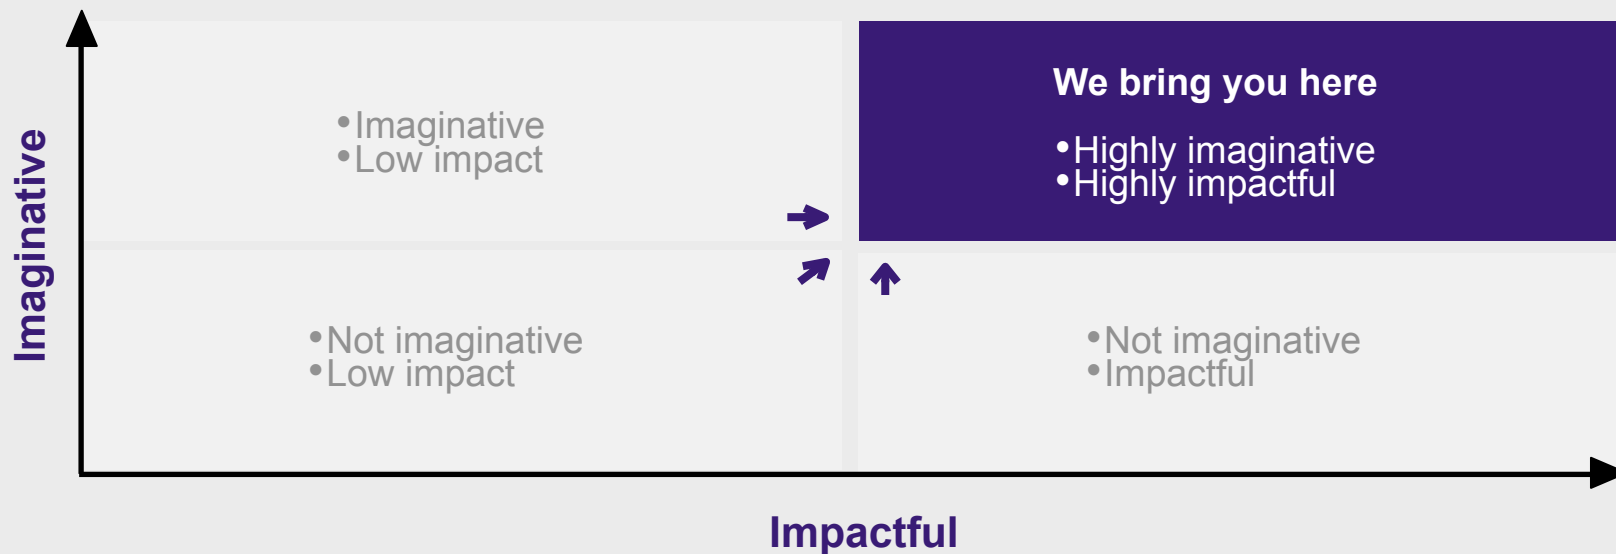 Imaginative
•Imaginative
•Low impact
We bring you here
•Highly imaginative
•Highly impactful
•Not imaginative
•Low impact
•Not imaginative
•Impactful
Impactful